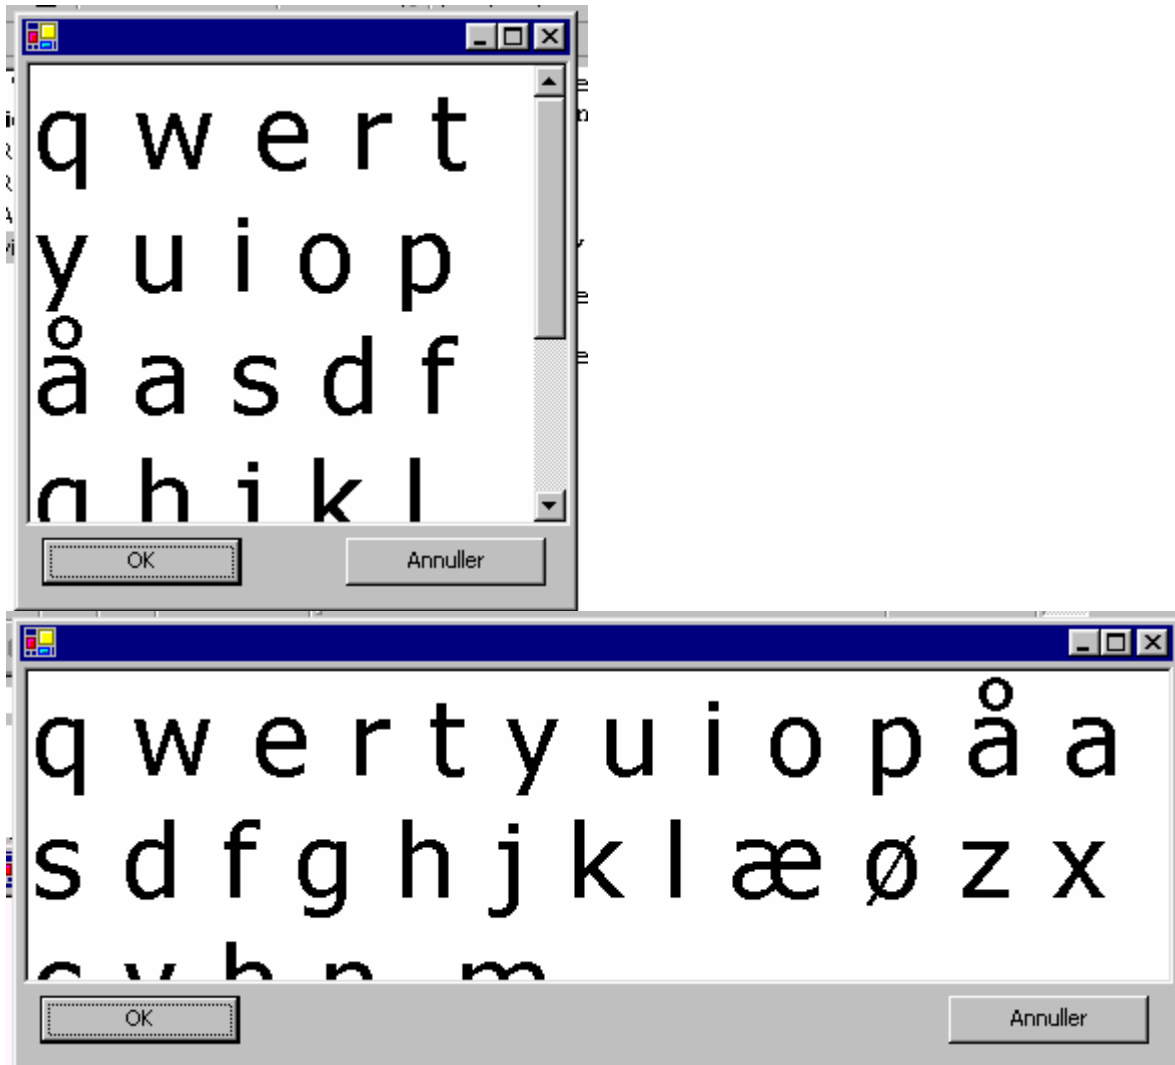 q w e r t
y u i o p
å a s d f
g h j k l
OK Annuller
q w e r t y u i o p å a
s d f g h j k l æ ø z x
c v b n m
OK Annuller